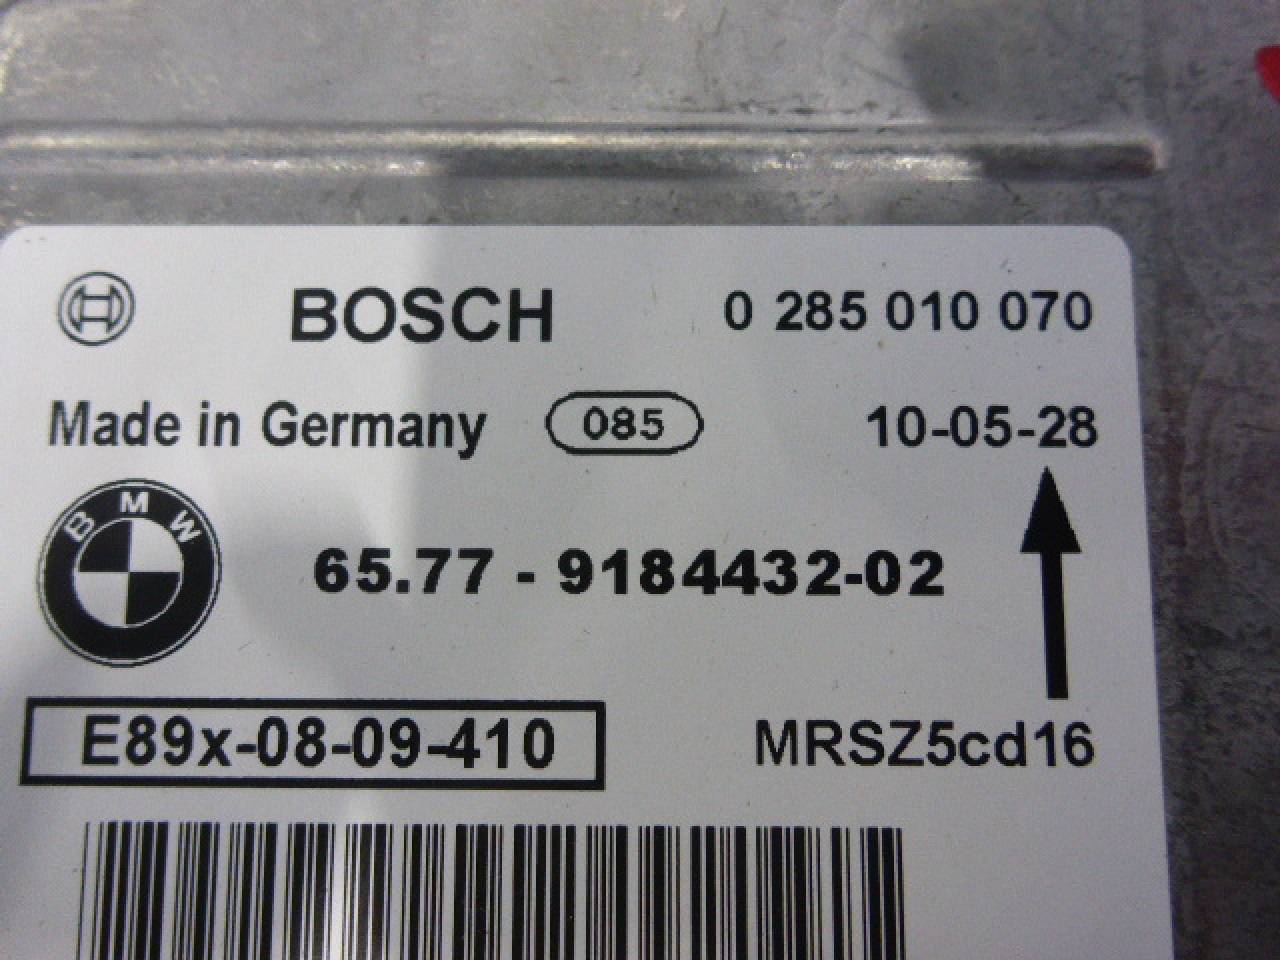 BOSCH 0 285 010 070
Made in Germany 085 10-05-28
BMW
65.77 - 9184432-02
E89x-08-09-410 MRSZ5cd16